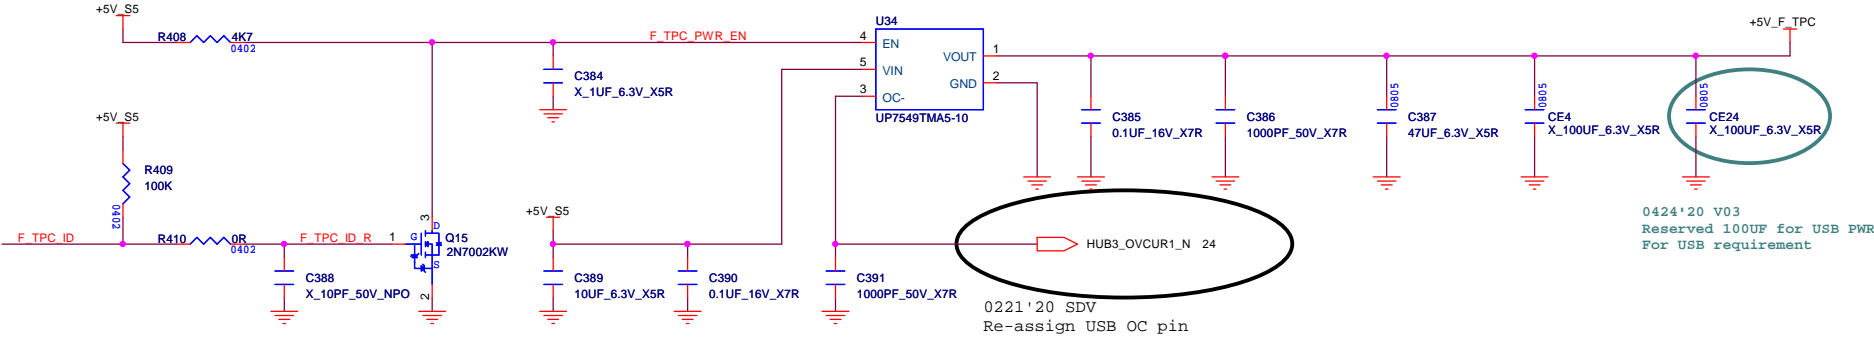 +5V_S5
R408
4K7
0402
F_TPC_PWR_EN
C384
X_1UF_6.3V_X5R
U34
4
EN
5
VIN
3
OC-
VOUT
1
GND
2
UP7549TMA5-10
+5V_F_TPC
C385
0.1UF_16V_X7R
C386
1000PF_50V_X7R
0805
C387
47UF_6.3V_X5R
0805
CE4
X_100UF_6.3V_X5R
0805
CE24
X_100UF_6.3V_X5R
+5V_S5
R409
100K
0402
F_TPC_ID
R410
0R
0402
F_TPC_ID_R
1
G
3
D
S
2
Q15
2N7002KW
C388
X_10PF_50V_NPO
+5V_S5
C389
10UF_6.3V_X5R
C390
0.1UF_16V_X7R
C391
1000PF_50V_X7R
HUB3_OVCUR1_N 24
0221'20 SDV
Re-assign USB OC pin
0424'20 V03
Reserved 100UF for USB PWR
For USB requirement